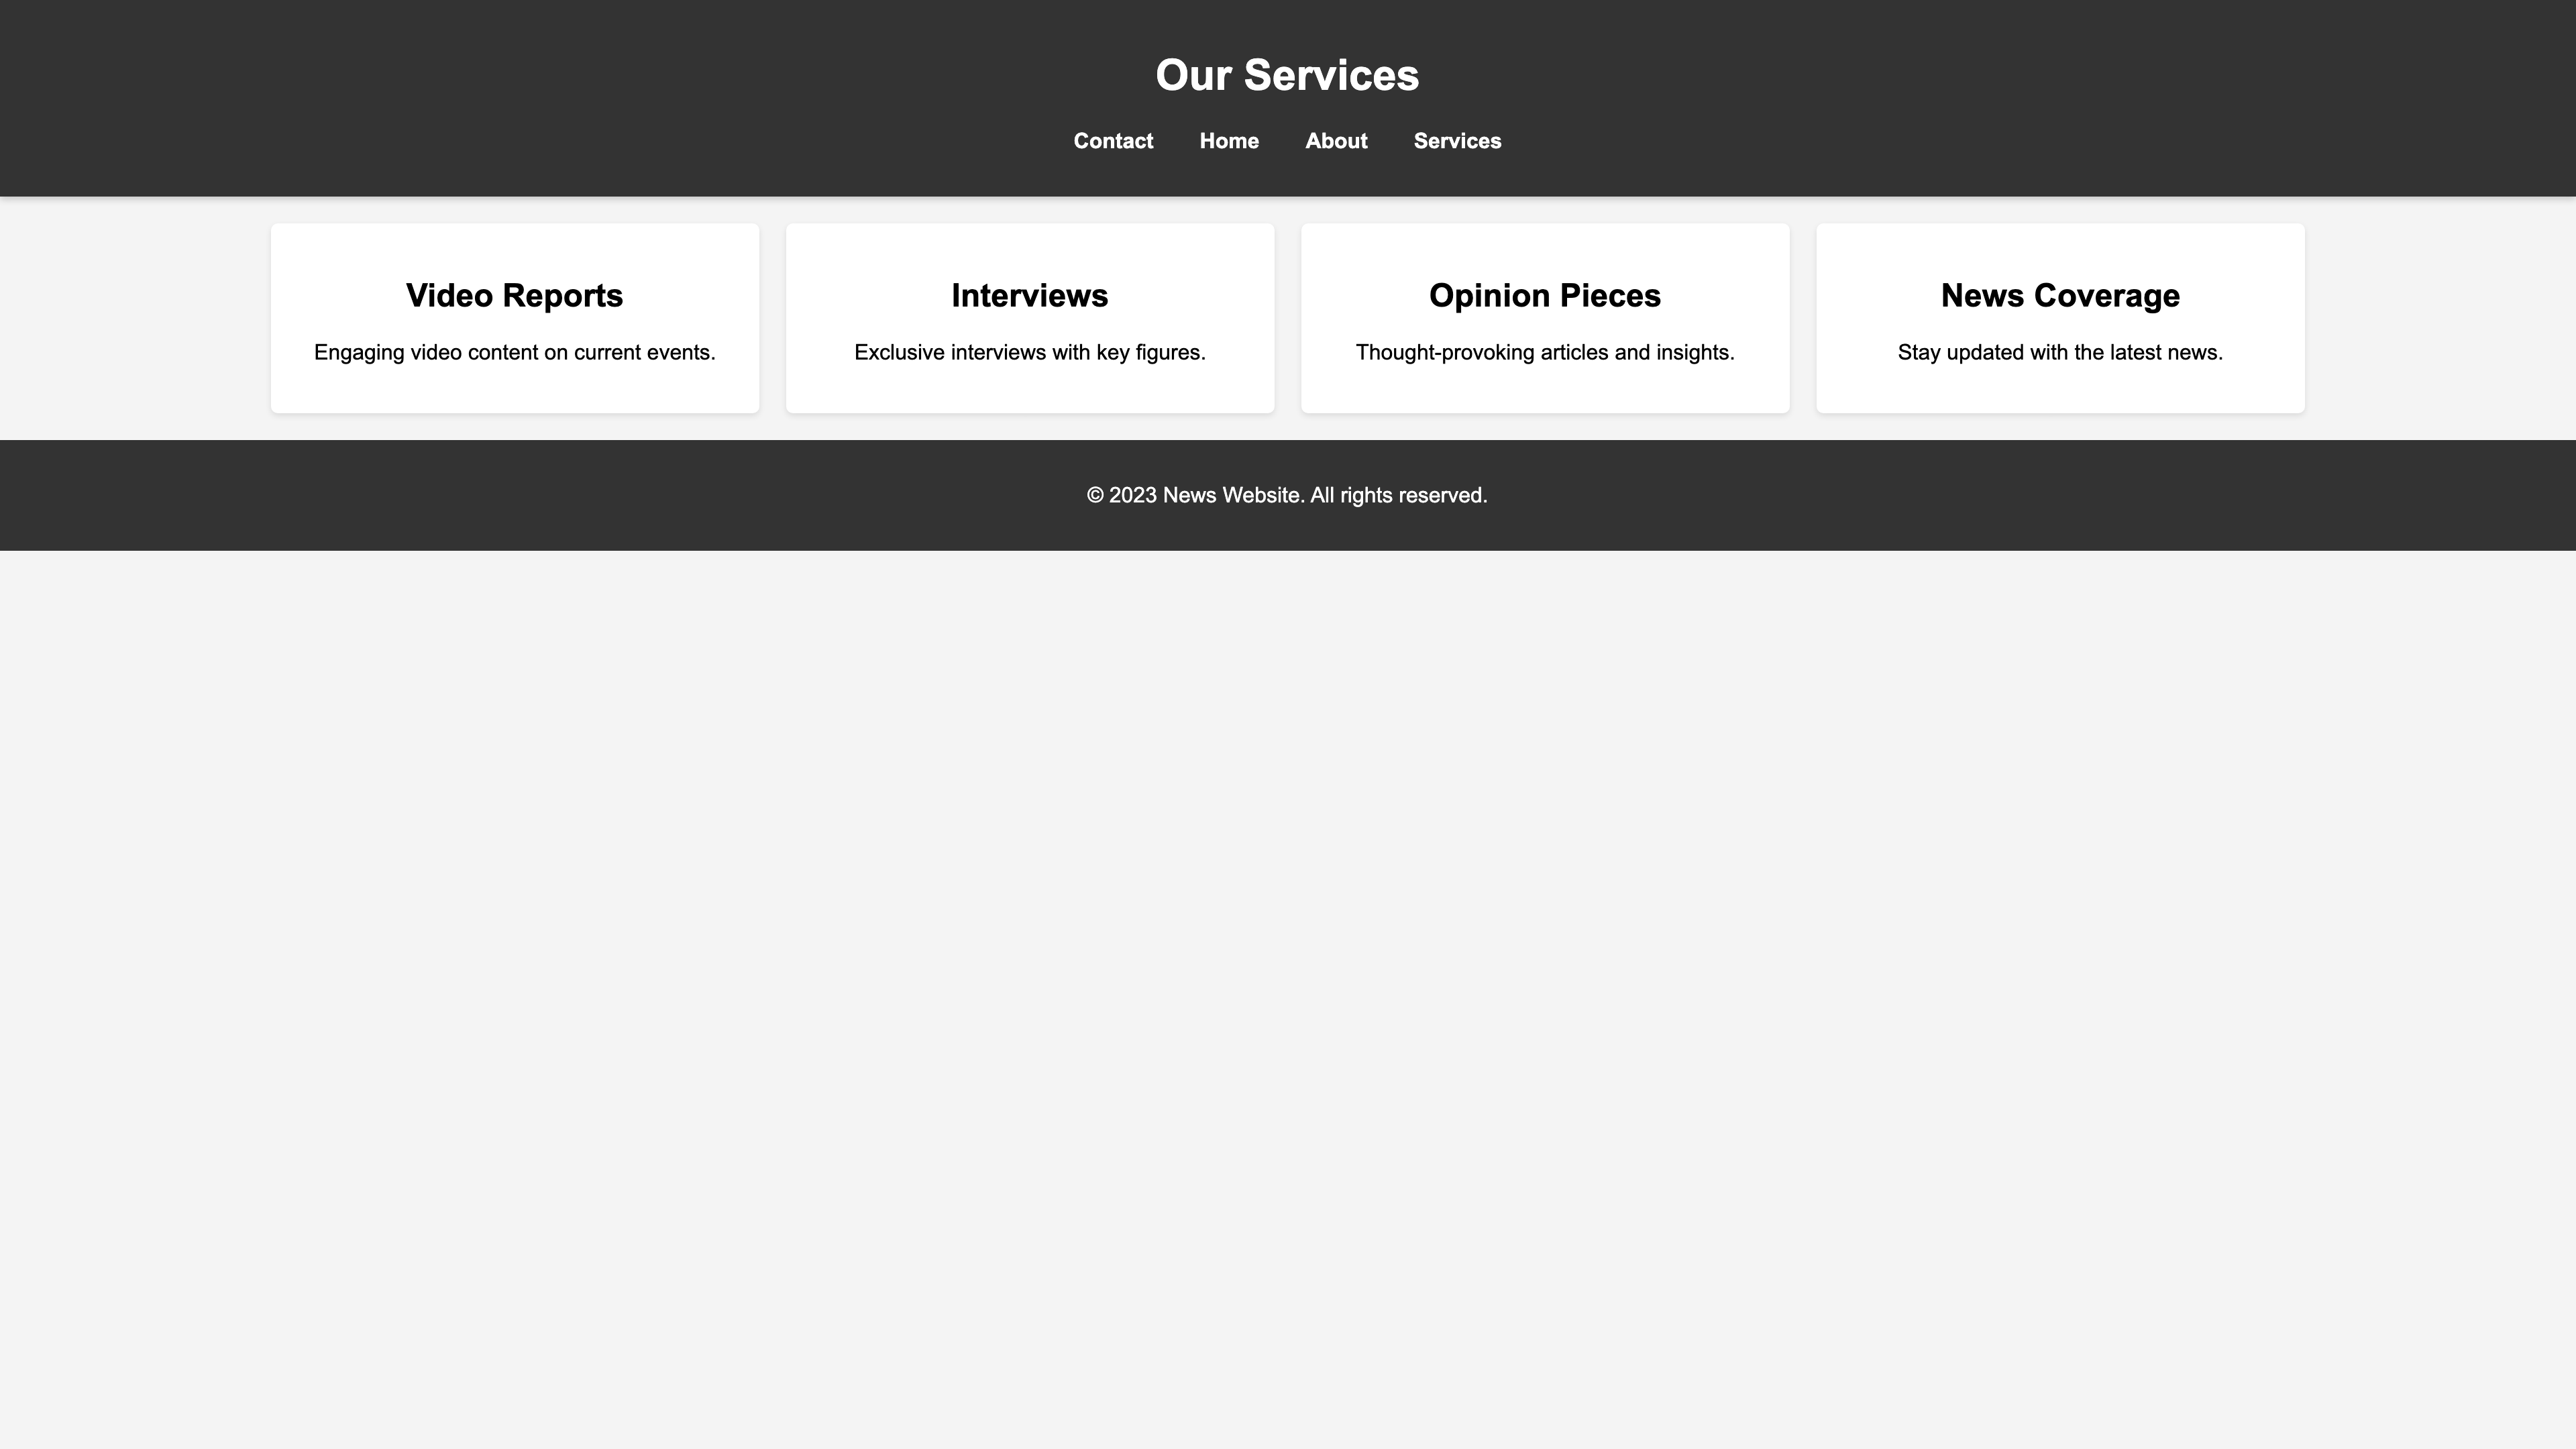 Our Services
Contact Home About Services
Video Reports
Engaging video content on current events.
Interviews
Exclusive interviews with key figures.
Opinion Pieces
Thought-provoking articles and insights.
News Coverage
Stay updated with the latest news.
© 2023 News Website. All rights reserved.